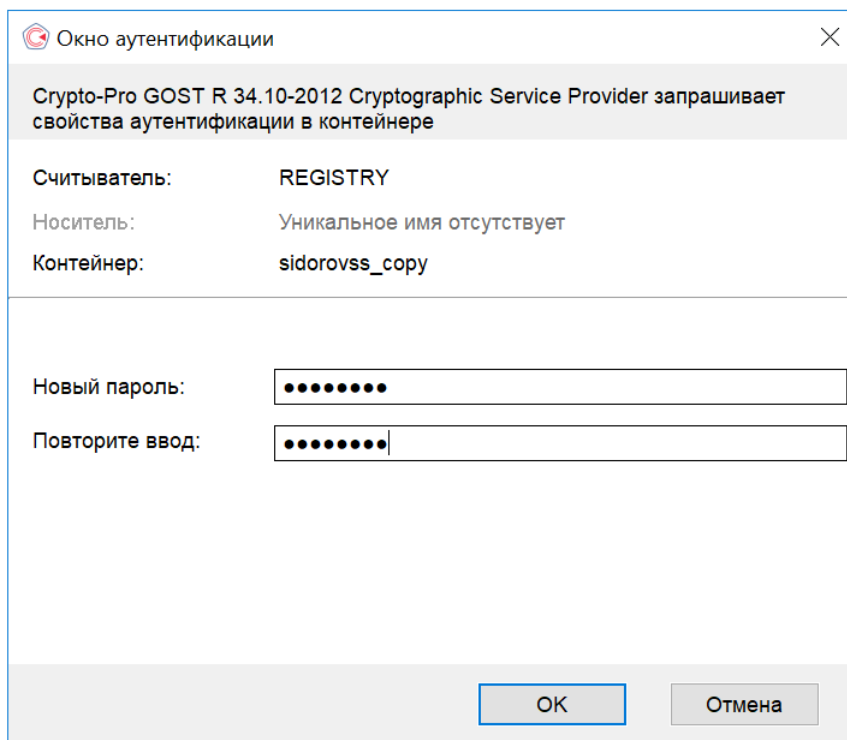 Окно аутентификации
Crypto-Pro GOST R 34.10-2012 Cryptographic Service Provider запрашивает
свойства аутентификации в контейнере
Считыватель: REGISTRY
Носитель: Уникальное имя отсутствует
Контейнер: sidorovss_copy
Новый пароль: ●●●●●●●●
Повторите ввод: ●●●●●●●●
OK Отмена